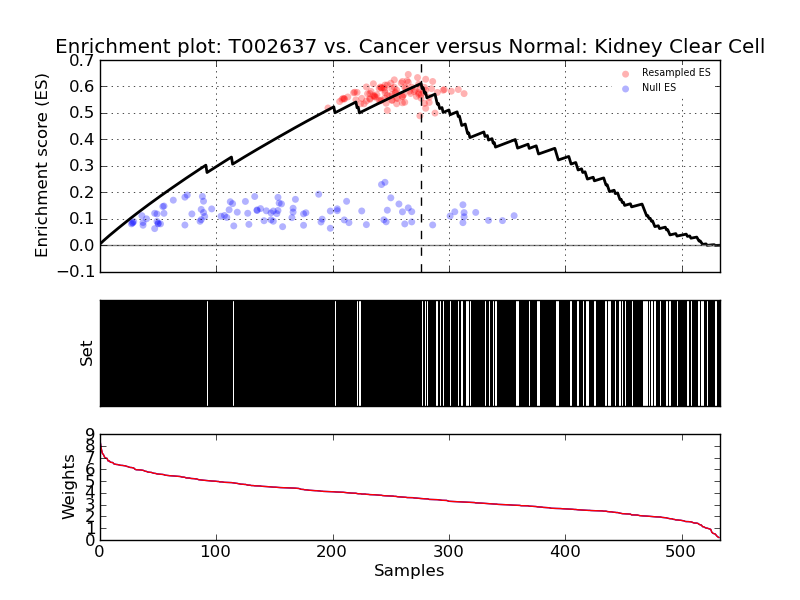 Enrichment plot: T002637 vs. Cancer versus Normal: Kidney Clear Cell
0.7
0.6
0.5
0.4
0.3
0.2
0.1
0.0
−0.1
Enrichment score (ES)
Resampled ES
Null ES
Set
9
8
7
6
5
4
3
2
1
0
Weights
0 100 200 300 400 500
Samples